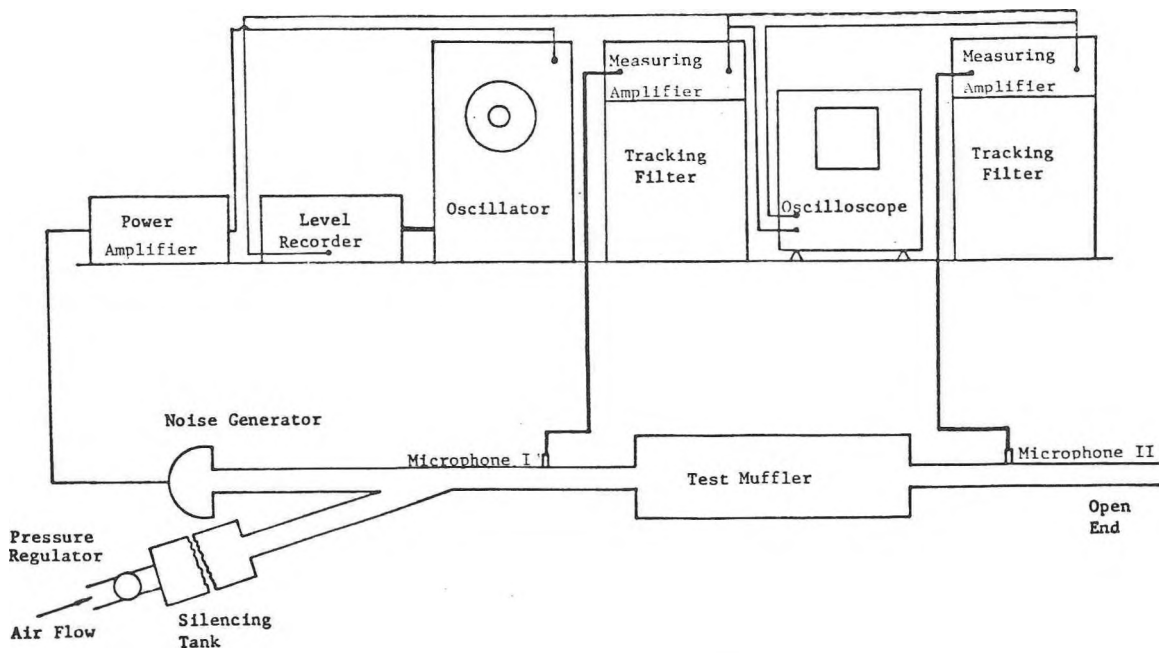 Measuring
Amplifier
Tracking
Filter
Measuring
Amplifier
Tracking
Filter
Oscillator
Oscilloscope
Power
Amplifier
Level
Recorder
Noise Generator
Microphone I
Test Muffler
Microphone II
Open
End
Pressure
Regulator
Silencing
Tank
Air Flow